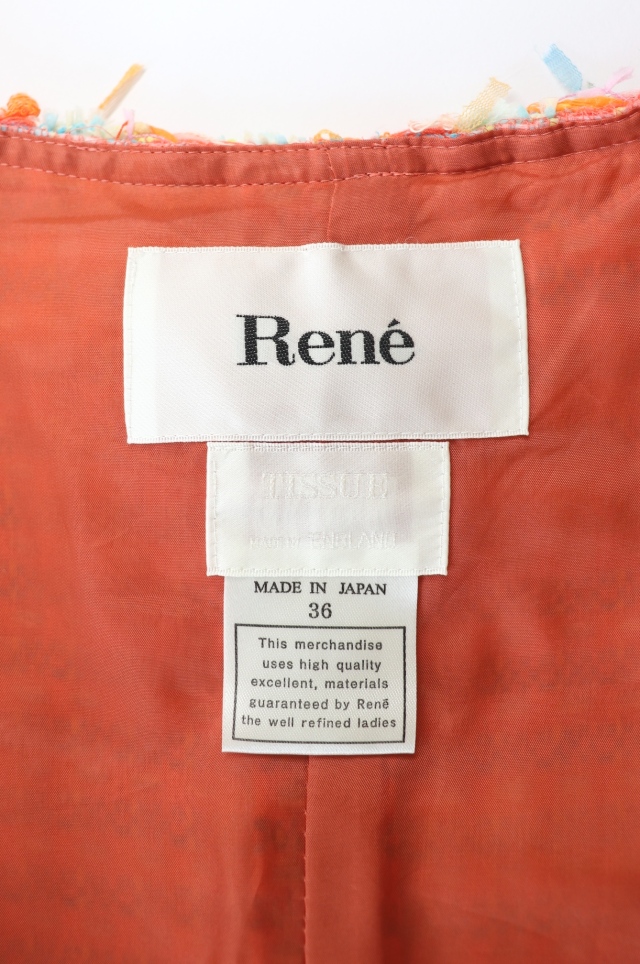 René
TISSUE
MADE IN JAPAN
36
This merchandise
uses high quality
excellent, materials
guaranteed by René
the well refined ladies